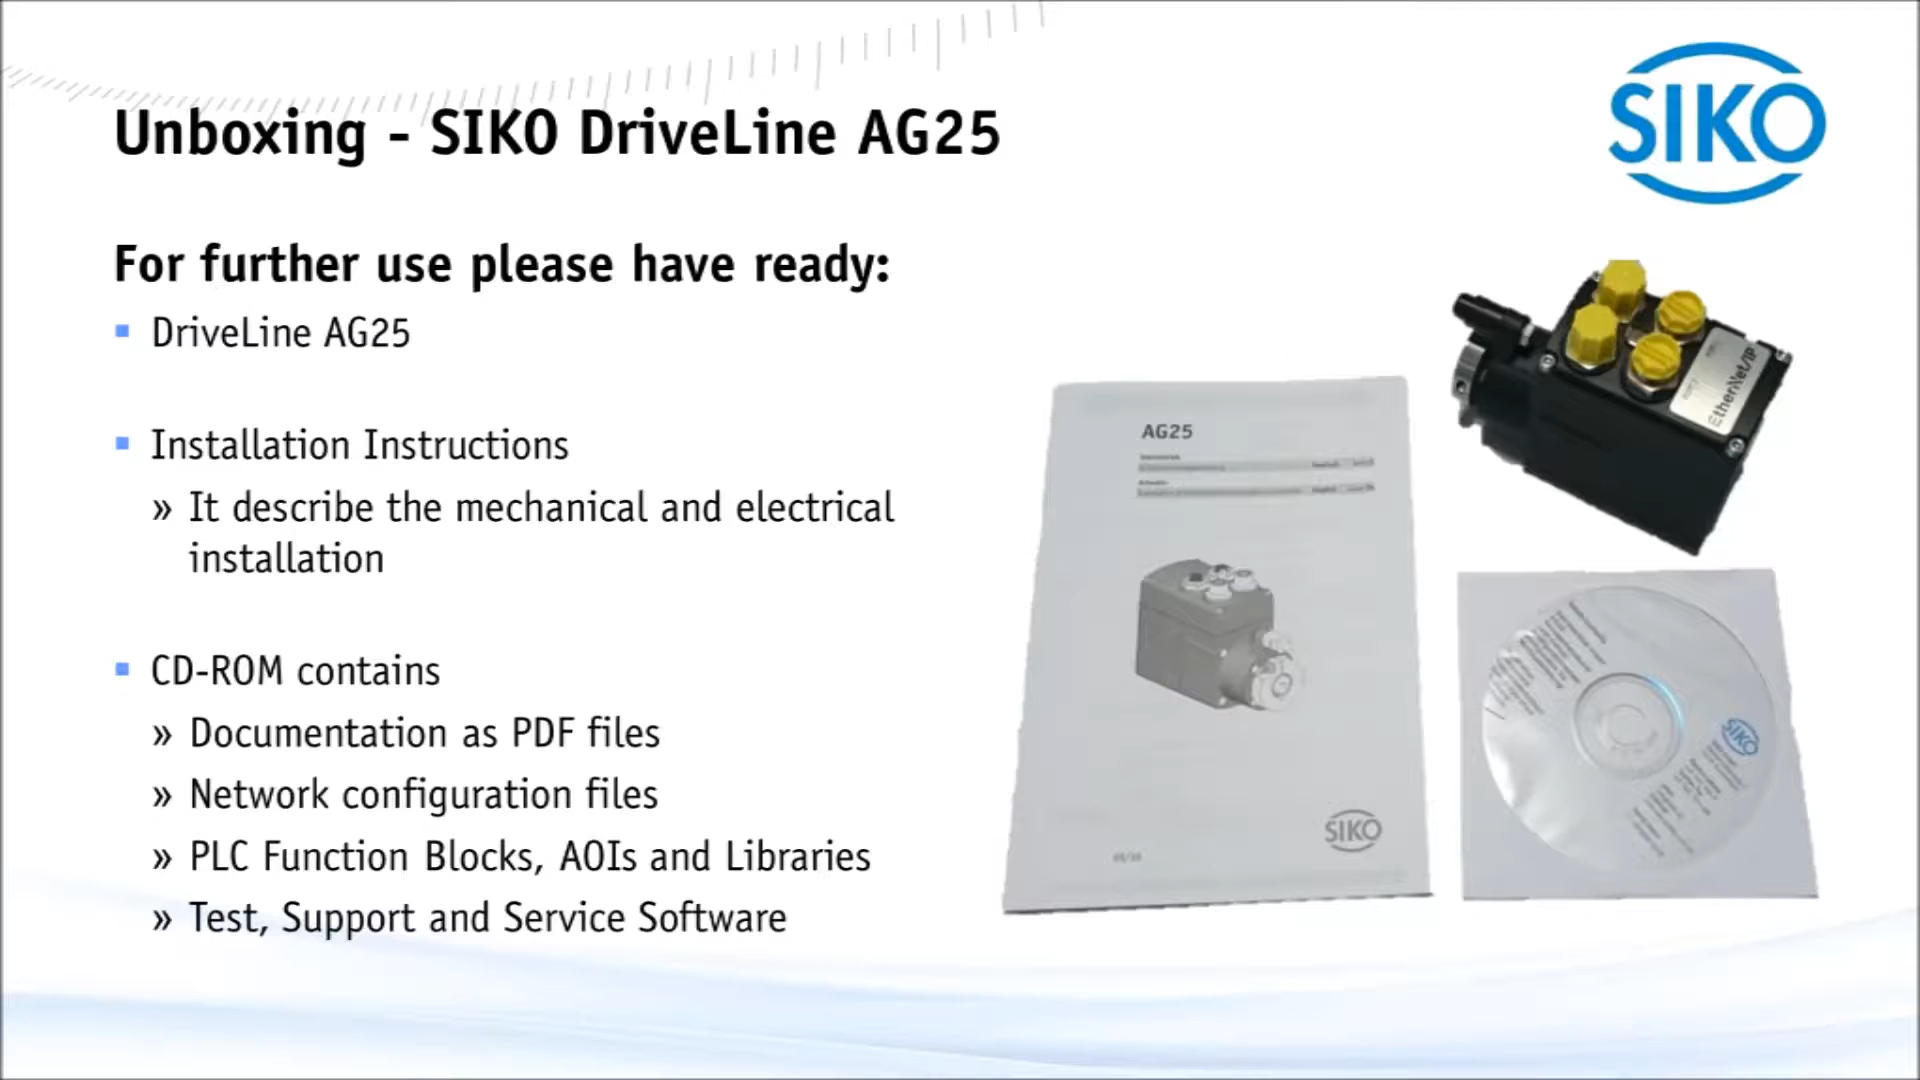 Unboxing - SIKO DriveLine AG25
SIKO
For further use please have ready:
▪ DriveLine AG25
▪ Installation Instructions
» It describe the mechanical and electrical
installation
▪ CD-ROM contains
» Documentation as PDF files
» Network configuration files
» PLC Function Blocks, AOIs and Libraries
» Test, Support and Service Software
EtherNet/IP
AG25
SIKO
SIKO